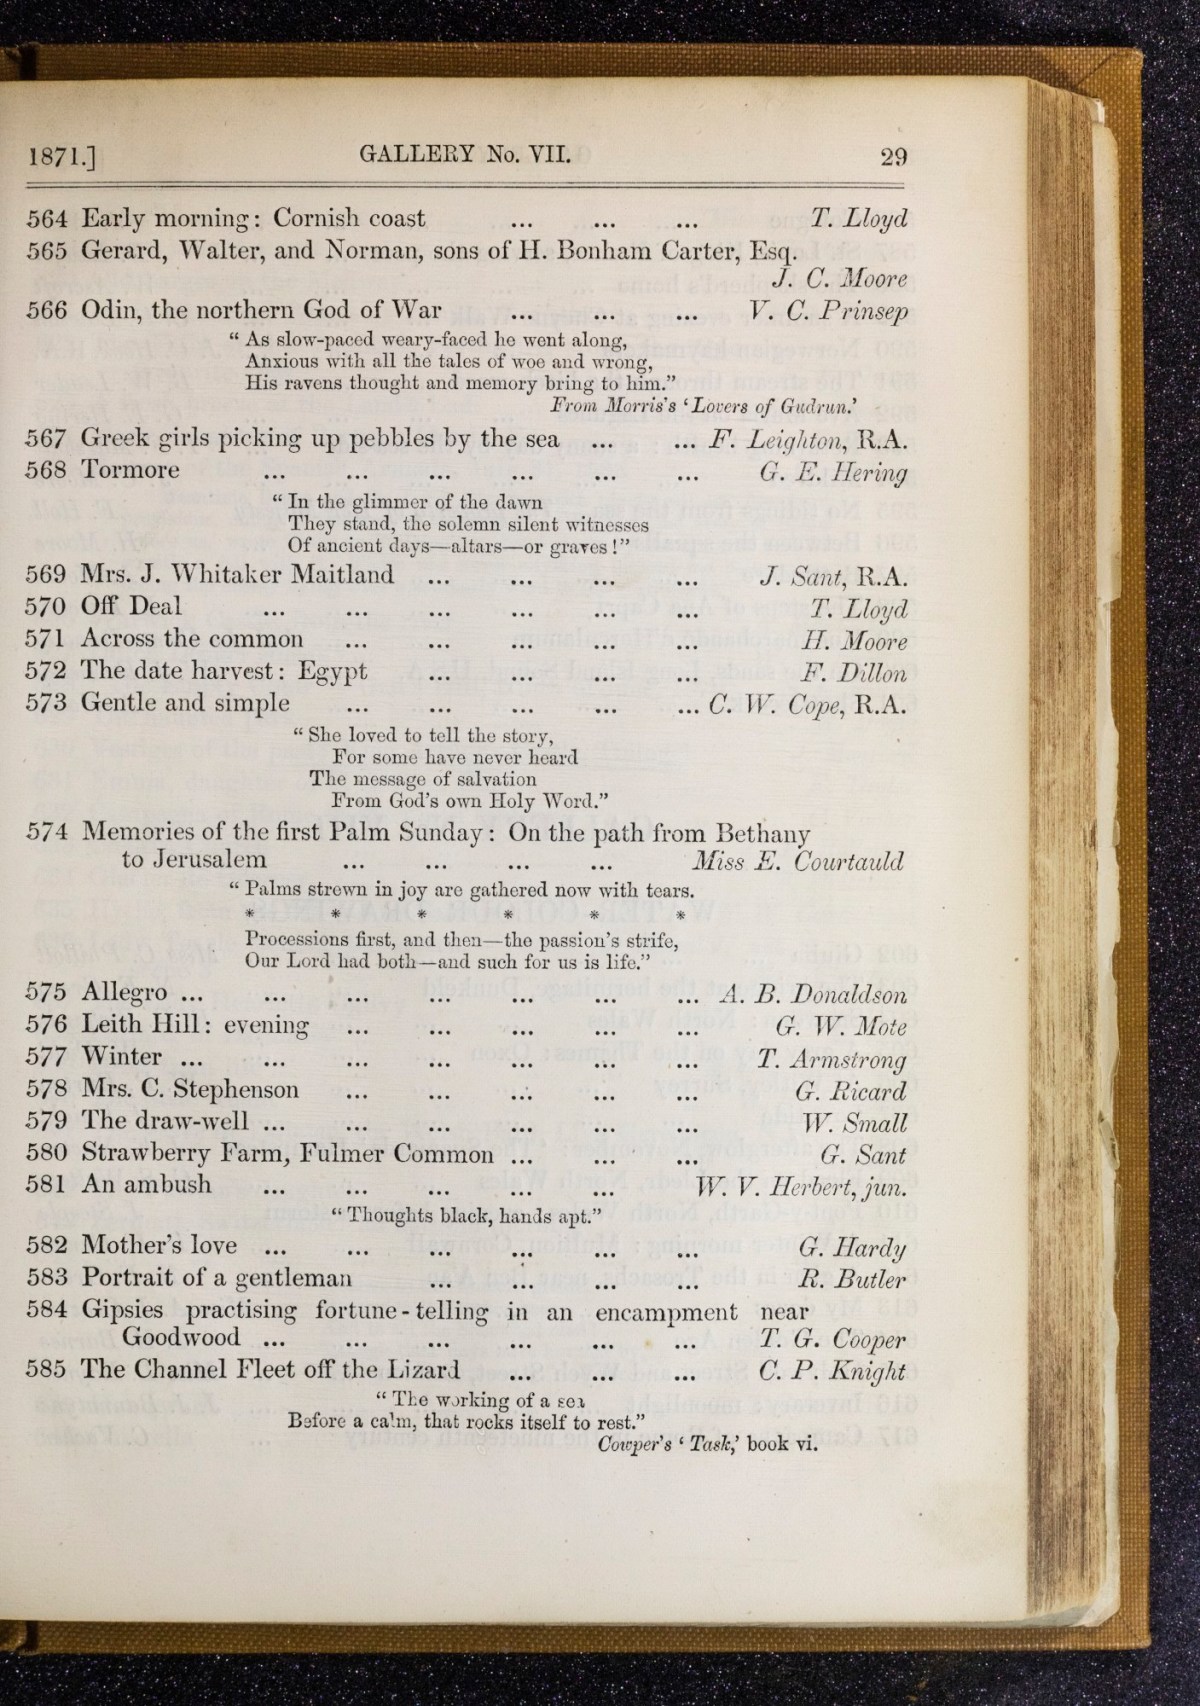 1871.] GALLERY No. VII. 29
564 Early morning: Cornish coast ... ... ... T. Lloyd
565 Gerard, Walter, and Norman, sons of H. Bonham Carter, Esq.
J. C. Moore
566 Odin, the northern God of War ... ... ... V. C. Prinsep
“ As slow-paced weary-faced he went along,
Anxious with all the tales of woe and wrong,
His ravens thought and memory bring to him.”
From Morris's ‘Lovers of Gudrun.’
567 Greek girls picking up pebbles by the sea ... ... F. Leighton, R.A.
568 Tormore ... ... ... ... ... ... G. E. Hering
“ In the glimmer of the dawn
They stand, the solemn silent witnesses
Of ancient days—altars—or graves !”
569 Mrs. J. Whitaker Maitland ... ... ... ... J. Sant, R.A.
570 Off Deal ... ... ... ... ... ... T. Lloyd
571 Across the common ... ... ... ... ... H. Moore
572 The date harvest: Egypt ... ... ... ... F. Dillon
573 Gentle and simple ... ... ... ... ... C. W. Cope, R.A.
“ She loved to tell the story,
For some have never heard
The message of salvation
From God's own Holy Word.”
574 Memories of the first Palm Sunday: On the path from Bethany
to Jerusalem ... ... ... ... Miss E. Courtauld
“ Palms strewn in joy are gathered now with tears.
* * * * * *
Processions first, and then—the passion's strife,
Our Lord had both—and such for us is life.”
575 Allegro ... ... ... ... ... ... ... A. B. Donaldson
576 Leith Hill: evening ... ... ... ... ... G. W. Mote
577 Winter ... ... ... ... ... ... ... T. Armstrong
578 Mrs. C. Stephenson ... ... ... ... ... G. Ricard
579 The draw-well ... ... ... ... ... ... W. Small
580 Strawberry Farm, Fulmer Common ... ... ... G. Sant
581 An ambush ... ... ... ... ... W. V. Herbert, jun.
“ Thoughts black, hands apt.”
582 Mother's love ... ... ... ... ... ... G. Hardy
583 Portrait of a gentleman ... ... ... ... R. Butler
584 Gipsies practising fortune-telling in an encampment near
Goodwood ... ... ... ... ... ... T. G. Cooper
585 The Channel Fleet off the Lizard ... ... ... C. P. Knight
“ The working of a sea
Before a calm, that rocks itself to rest.”
Cowper's ‘ Task,’ book vi.